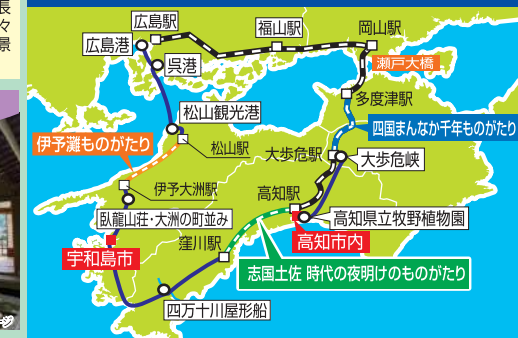 長
々
景
広島駅
福山駅
岡山駅
広島港
呉港
瀬戸大橋
多度津駅
松山観光港
四国まんなか千年ものがたり
伊予灘ものがたり
松山駅
大歩危駅
大歩危峡
伊予大洲駅
高知駅
臥龍山荘・大洲の町並み
高知県立牧野植物園
窪川駅
高知市内
宇和島市
志国土佐 時代の夜明けのものがたり
四万十川屋形船